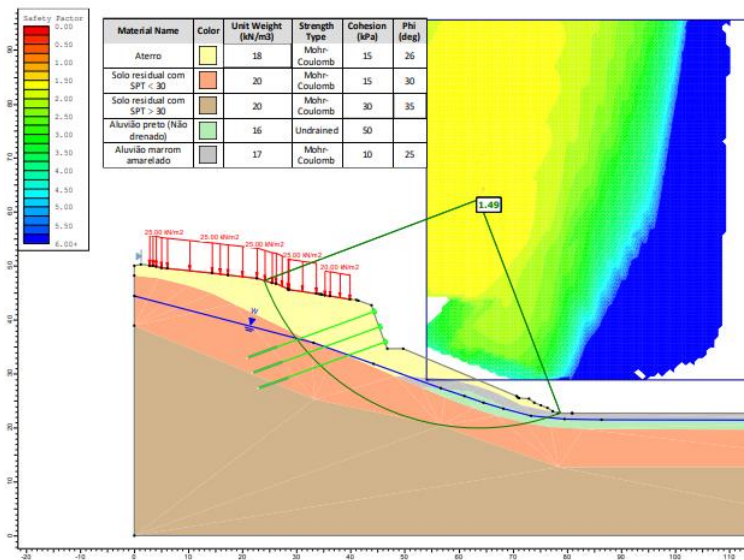 Safety Factor
0.00
0.50
1.00
1.50
2.00
2.50
3.00
3.50
4.00
4.50
5.00
5.50
6.00+
Material Name Color Unit Weight (kN/m3) Strength Type Cohesion (kPa) Phi (deg)
Aterro 18 Mohr-Coulomb 15 26
Solo residual com SPT < 30 20 Mohr-Coulomb 15 30
Solo residual com SPT > 30 20 Mohr-Coulomb 30 35
Aluvião preto (Não drenado) 16 Undrained 50
Aluvião marrom amarelado 17 Mohr-Coulomb 10 25
1.49
25.00 kN/m2
25.00 kN/m2
25.00 kN/m2
25.00 kN/m2
20.00 kN/m2
W
90
80
70
60
50
40
30
20
10
0
-20 -10 0 10 20 30 40 50 60 70 80 90 100 110